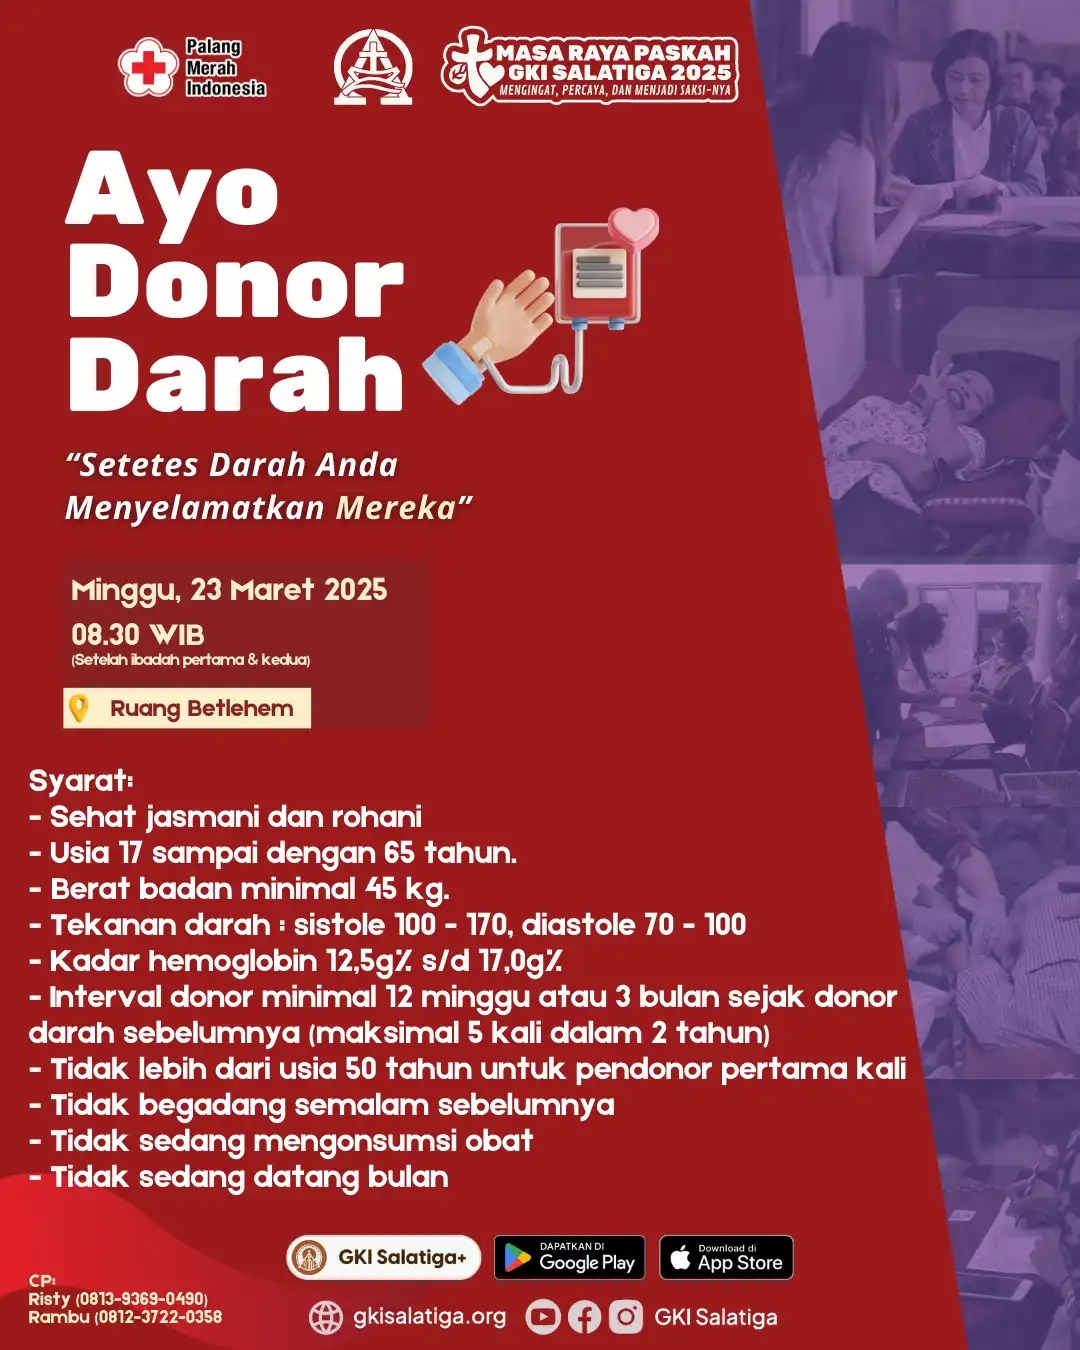 Palang
Merah
Indonesia
MASA RAYA PASKAH
GKI SALATIGA 2025
MENGINGAT, PERCAYA, DAN MENJADI SAKSI-NYA
Ayo
Donor
Darah
“Setetes Darah Anda
Menyelamatkan Mereka”
Minggu, 23 Maret 2025
08.30 WIB
(Setelah ibadah pertama & kedua)
Ruang Betlehem
Syarat:
- Sehat jasmani dan rohani
- Usia 17 sampai dengan 65 tahun.
- Berat badan minimal 45 kg.
- Tekanan darah : sistole 100 - 170, diastole 70 - 100
- Kadar hemoglobin 12,5g% s/d 17,0g%
- Interval donor minimal 12 minggu atau 3 bulan sejak donor
darah sebelumnya (maksimal 5 kali dalam 2 tahun)
- Tidak lebih dari usia 50 tahun untuk pendonor pertama kali
- Tidak begadang semalam sebelumnya
- Tidak sedang mengonsumsi obat
- Tidak sedang datang bulan
GKI Salatiga+
DAPATKAN DI
Google Play
Download di
App Store
CP:
Risty (0813-9369-0490)
Rambu (0812-3722-0358
gkisalatiga.org
GKI Salatiga